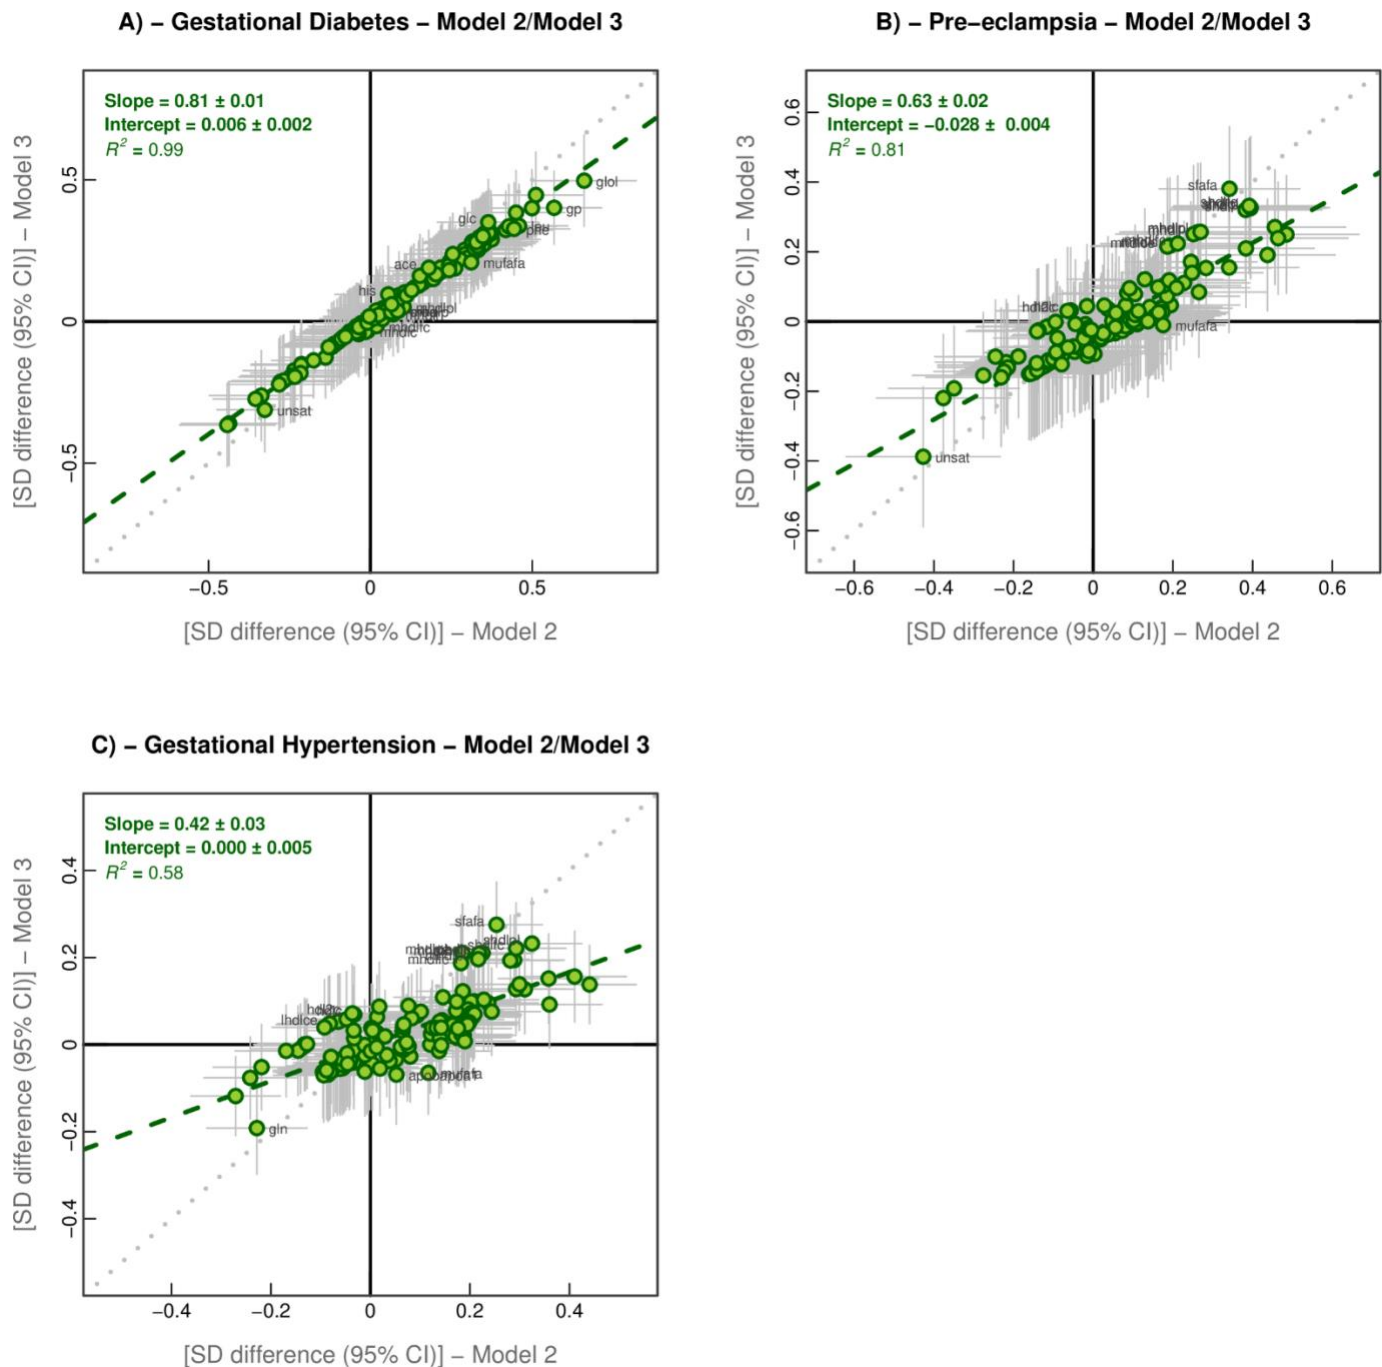 A) – Gestational Diabetes – Model 2/Model 3
Slope = 0.81 ± 0.01
Intercept = 0.006 ± 0.002
R² = 0.99
[SD difference (95% CI)] – Model 3
0.5
0
−0.5
glol
gp
glc
phe
ace
mufafa
his
mhdlpl
mhdlfc
mhdlc
unsat
−0.5
0
0.5
[SD difference (95% CI)] – Model 2
B) – Pre−eclampsia – Model 2/Model 3
Slope = 0.63 ± 0.02
Intercept = −0.028 ± 0.004
R² = 0.81
[SD difference (95% CI)] – Model 3
0.6
0.4
0.2
0
−0.2
−0.4
−0.6
sfafa
mhdlpl
mufafa
unsat
−0.6
−0.4
−0.2
0
0.2
0.4
0.6
[SD difference (95% CI)] – Model 2
C) – Gestational Hypertension – Model 2/Model 3
Slope = 0.42 ± 0.03
Intercept = 0.000 ± 0.005
R² = 0.58
[SD difference (95% CI)] – Model 3
0.4
0.2
0
−0.2
−0.4
sfafa
shdlpl
lhdlce
gln
−0.4
−0.2
0
0.2
0.4
[SD difference (95% CI)] – Model 2